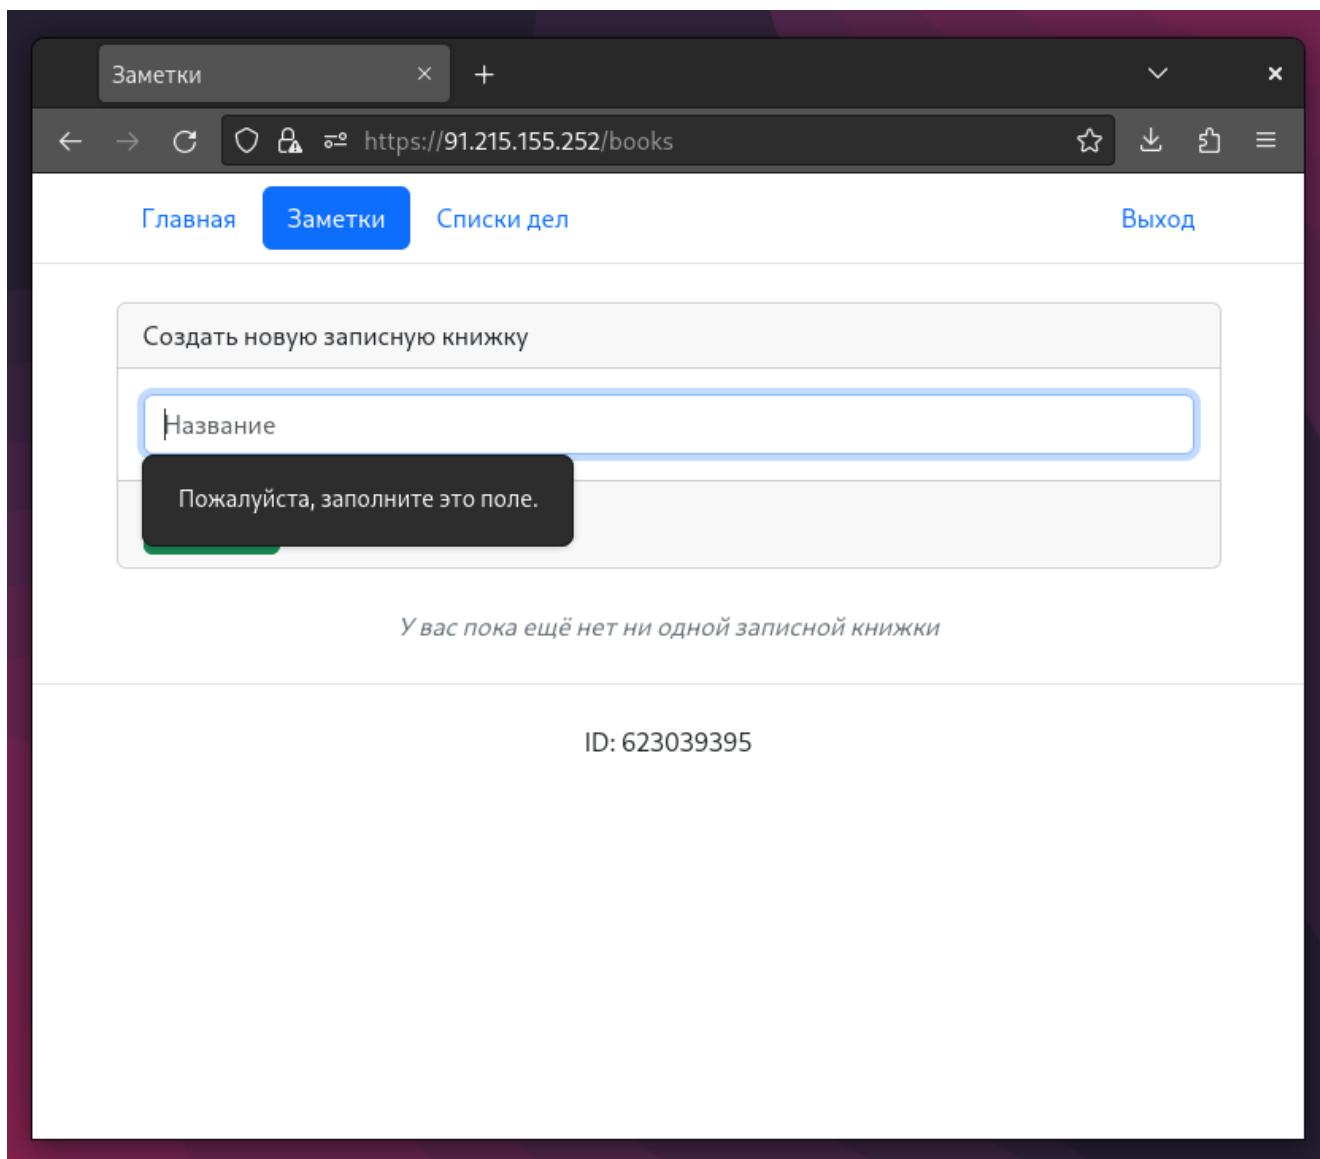 Заметки
https://91.215.155.252/books
Главная Заметки Списки дел Выход
Создать новую записную книжку
Название
Пожалуйста, заполните это поле.
У вас пока ещё нет ни одной записной книжки
ID: 623039395